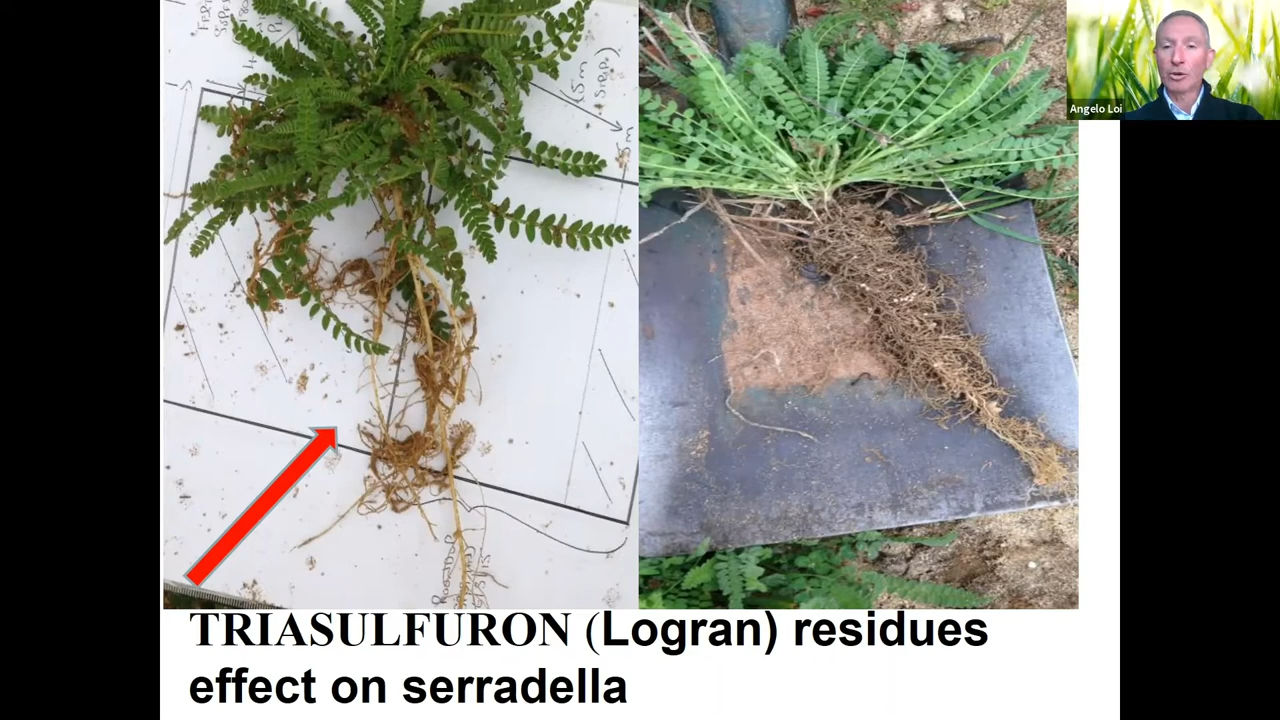 Angelo Loi
TRIASULFURON (Logran) residues
effect on serradella